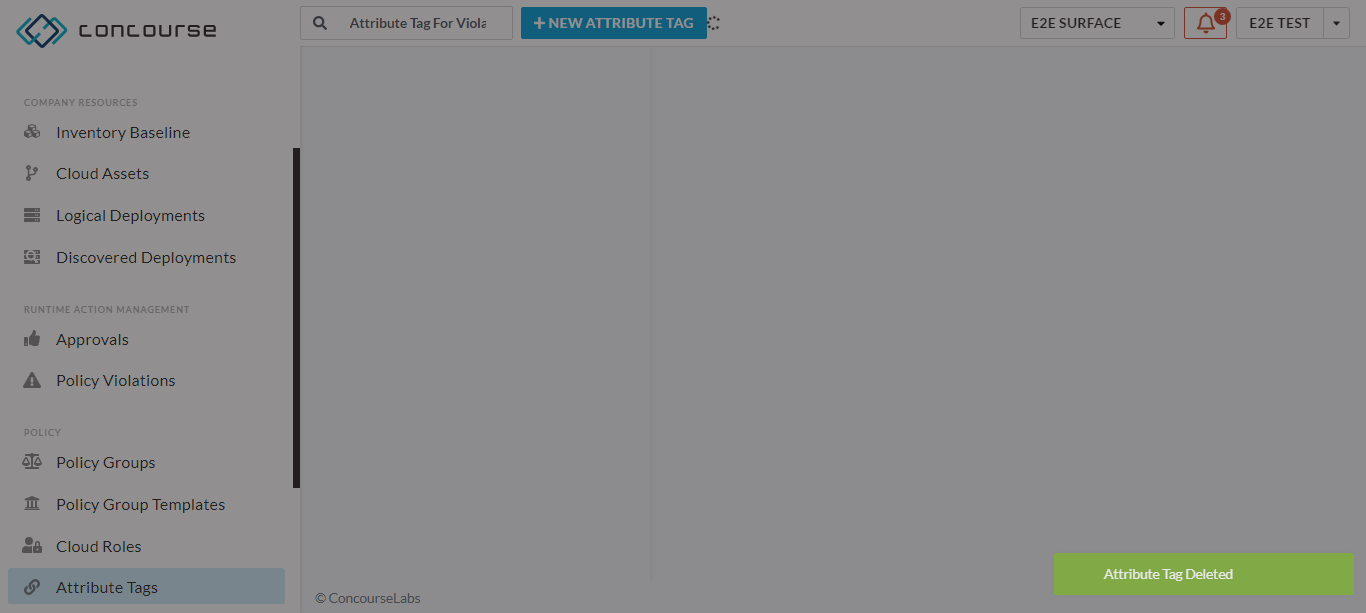 concourse
Attribute Tag For Viola
+ NEW ATTRIBUTE TAG
E2E SURFACE
3
E2E TEST
COMPANY RESOURCES
Inventory Baseline
Cloud Assets
Logical Deployments
Discovered Deployments
RUNTIME ACTION MANAGEMENT
Approvals
Policy Violations
POLICY
Policy Groups
Policy Group Templates
Cloud Roles
Attribute Tags
Attribute Tag Deleted
© ConcourseLabs